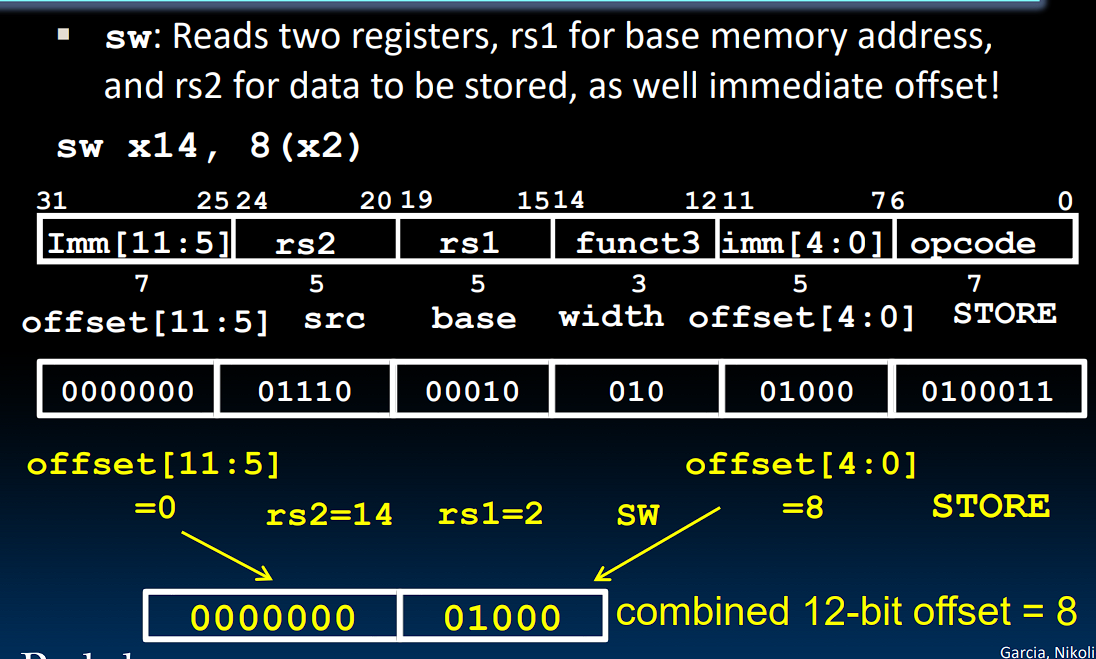 ▪ sw: Reads two registers, rs1 for base memory address,
and rs2 for data to be stored, as well immediate offset!
sw x14, 8(x2)
31 25 24 20 19 15 14 12 11 7 6 0
Imm[11:5] rs2 rs1 funct3 imm[4:0] opcode
7 5 5 3 5 7
offset[11:5] src base width offset[4:0] STORE
0000000 01110 00010 010 01000 0100011
offset[11:5] offset[4:0]
=0 rs2=14 rs1=2 SW =8 STORE
0000000 01000 combined 12-bit offset = 8
Garcia, Nikoli